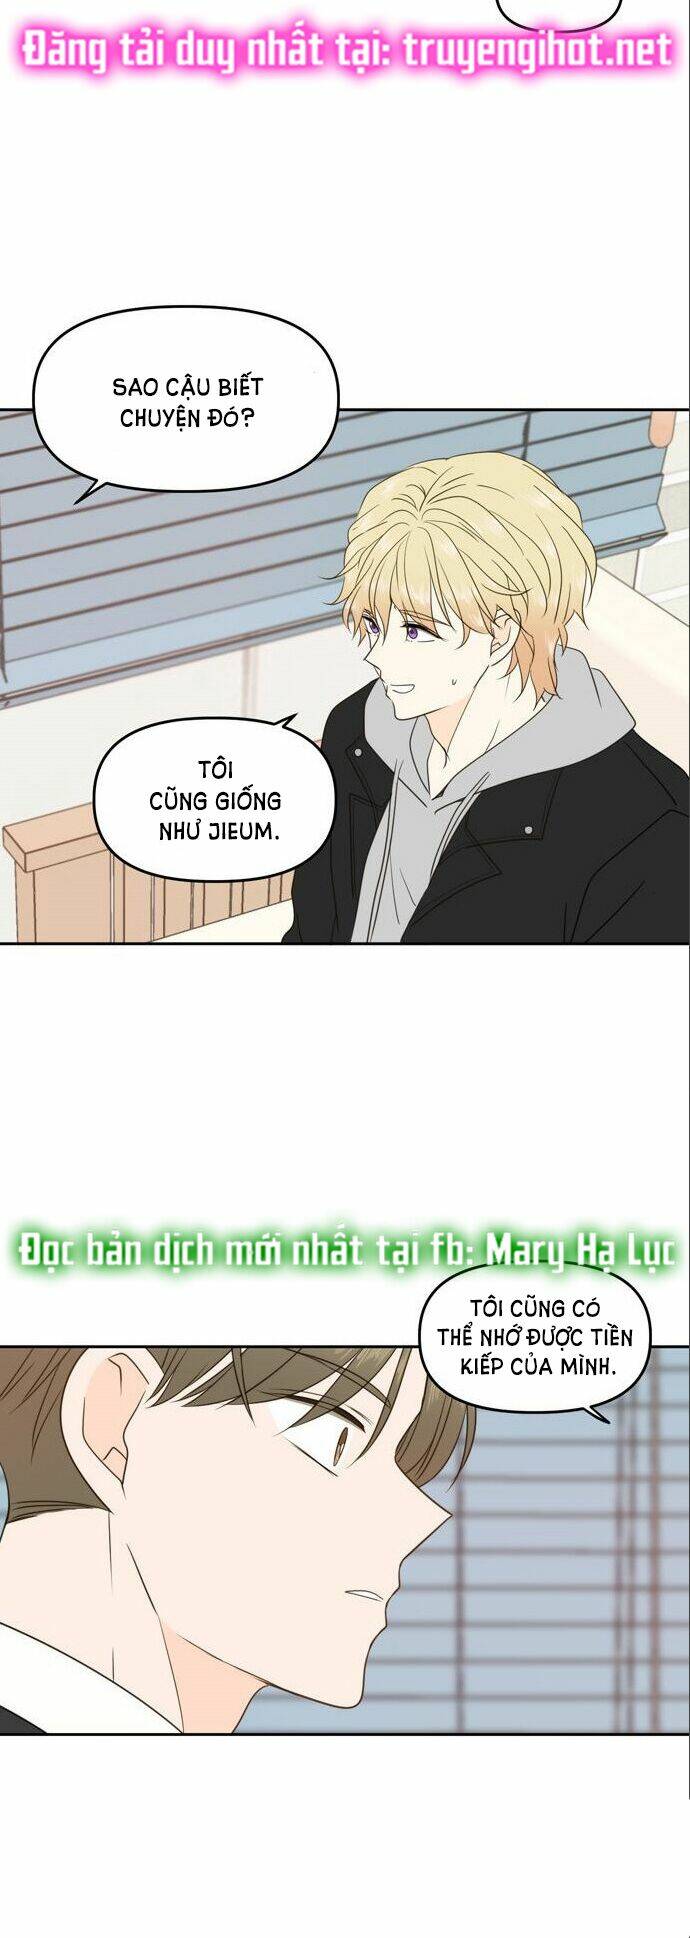 Đăng tải duy nhất tại: truyengihot.net
SAO CẬU BIẾT
CHUYỆN ĐÓ?
TÔI
CŨNG GIỐNG
NHƯ JIEUM.
Đọc bản dịch mới nhất tại fb: Mary Hạ Lục
TÔI CŨNG CÓ
THỂ NHỚ ĐƯỢC TIỀN
KIẾP CỦA MÌNH.